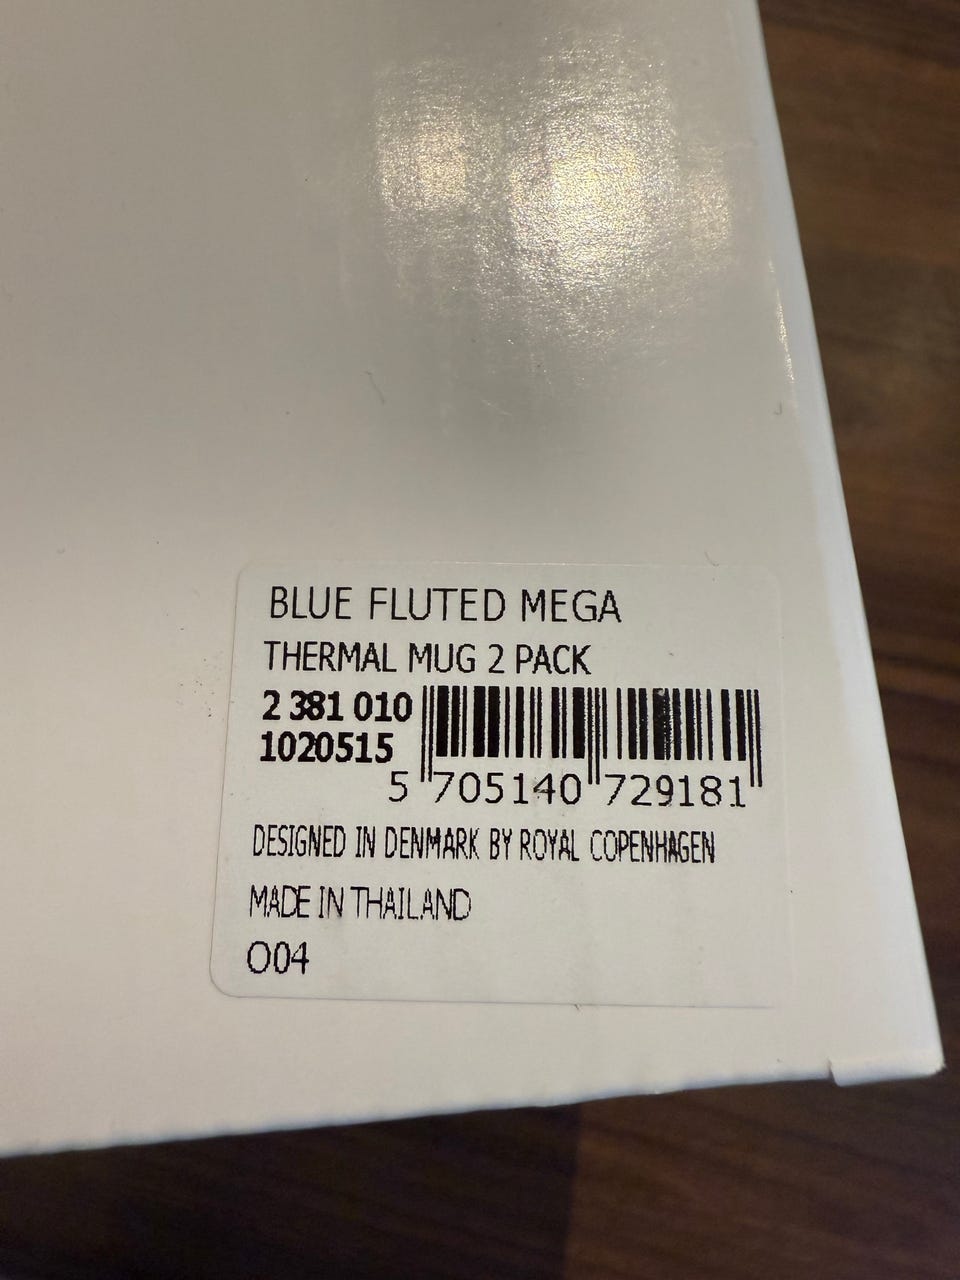 BLUE FLUTED MEGA
THERMAL MUG 2 PACK
2 381 010
1020515
5 705140 729181
DESIGNED IN DENMARK BY ROYAL COPENHAGEN
MADE IN THAILAND
O04